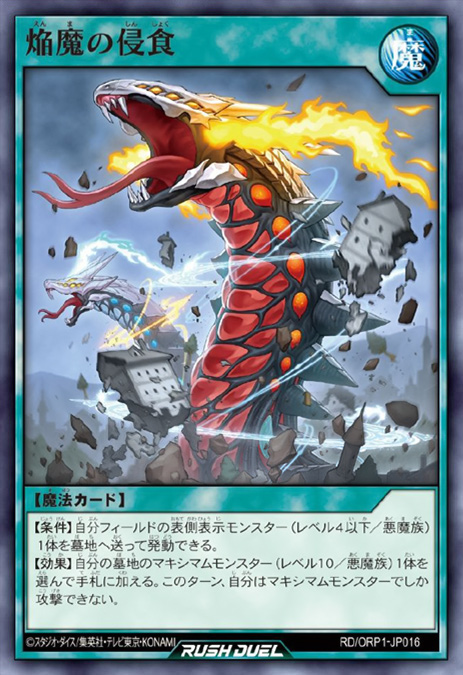 焔魔の侵食
魔
【魔法カード】
【条件】自分フィールドの表側表示モンスター(レベル4以下/悪魔族)
1体を墓地へ送って発動できる。
【効果】自分の墓地のマキシマムモンスター(レベル10/悪魔族)1体を
選んで手札に加える。このターン、自分はマキシマムモンスターでしか
攻撃できない。
©スタジオ・ダイス/集英社・テレビ東京・KONAMI
RUSH DUEL
RD/ORP1-JP016